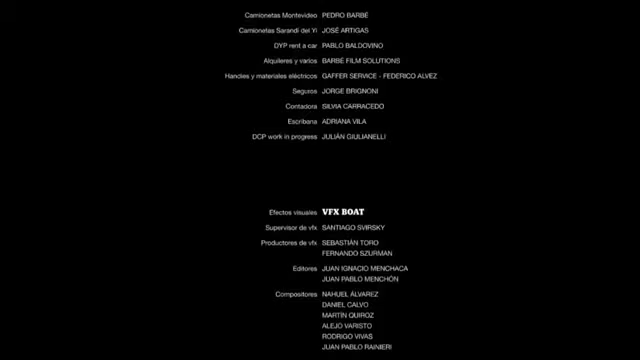 Camionetas Montevideo PEDRO BARBÉ
Camionetas Sarandí del Yí JOSÉ ARTIGAS
DYP rent a car PABLO BALDOVINO
Alquileres y varios BARBÉ FILM SOLUTIONS
Handies y materiales eléctricos GAFFER SERVICE - FEDERICO ALVEZ
Seguros JORGE BRIGNONI
Contadora SILVIA CARRACEDO
Escribana ADRIANA VILA
DCP work in progress JULIÁN GIULIANELLI
Efectos visuales VFX BOAT
Supervisor de vfx SANTIAGO SVIRSKY
Productores de vfx SEBASTIÁN TORO
FERNANDO SZURMAN
Editores JUAN IGNACIO MENCHACA
JUAN PABLO MENCHÓN
Compositores NAHUEL ÁLVAREZ
DANIEL CALVO
MARTÍN QUIROZ
ALEJO VARISTO
RODRIGO VIVAS
JUAN PABLO RAINIERI